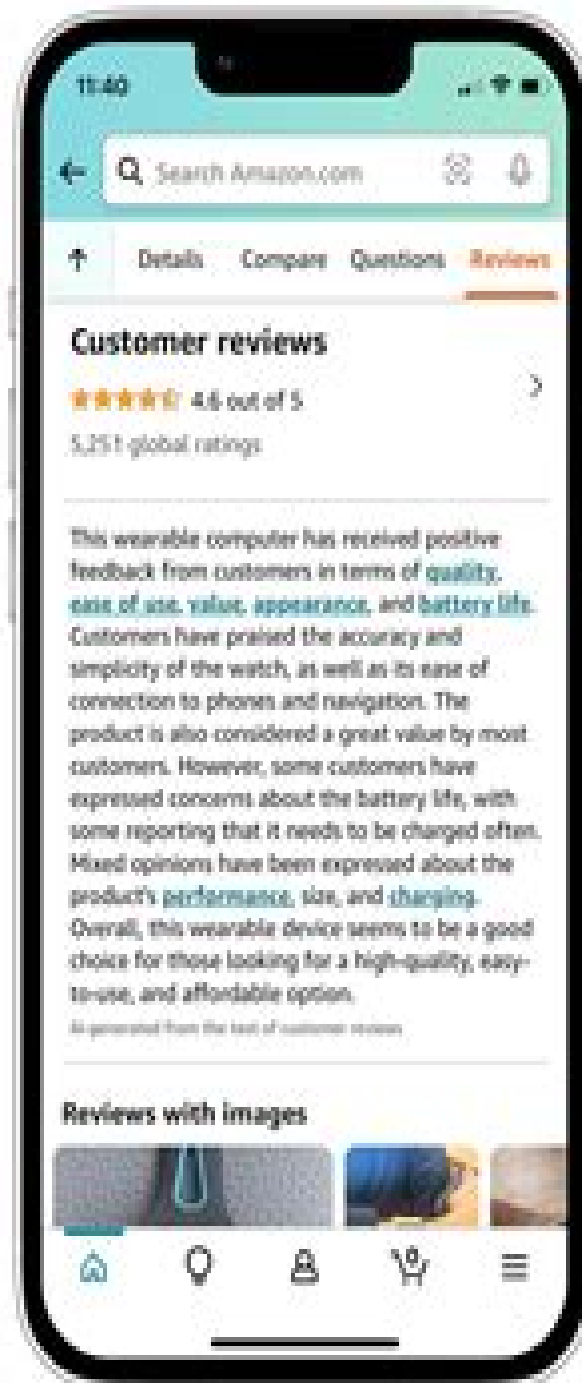 11:40
Search Amazon.com
Details Compare Questions Reviews
Customer reviews
4.6 out of 5
5,251 global ratings
This wearable computer has received positive
feedback from customers in terms of quality,
ease of use, value, appearance, and battery life.
Customers have praised the accuracy and
simplicity of the watch, as well as its ease of
connection to phones and navigation. The
product is also considered a great value by most
customers. However, some customers have
expressed concerns about the battery life, with
some reporting that it needs to be charged often.
Mixed opinions have been expressed about the
product's performance, size, and charging.
Overall, this wearable device seems to be a good
choice for those looking for a high-quality, easy-
to-use, and affordable option.
AI-generated from the text of customer reviews
Reviews with images
0